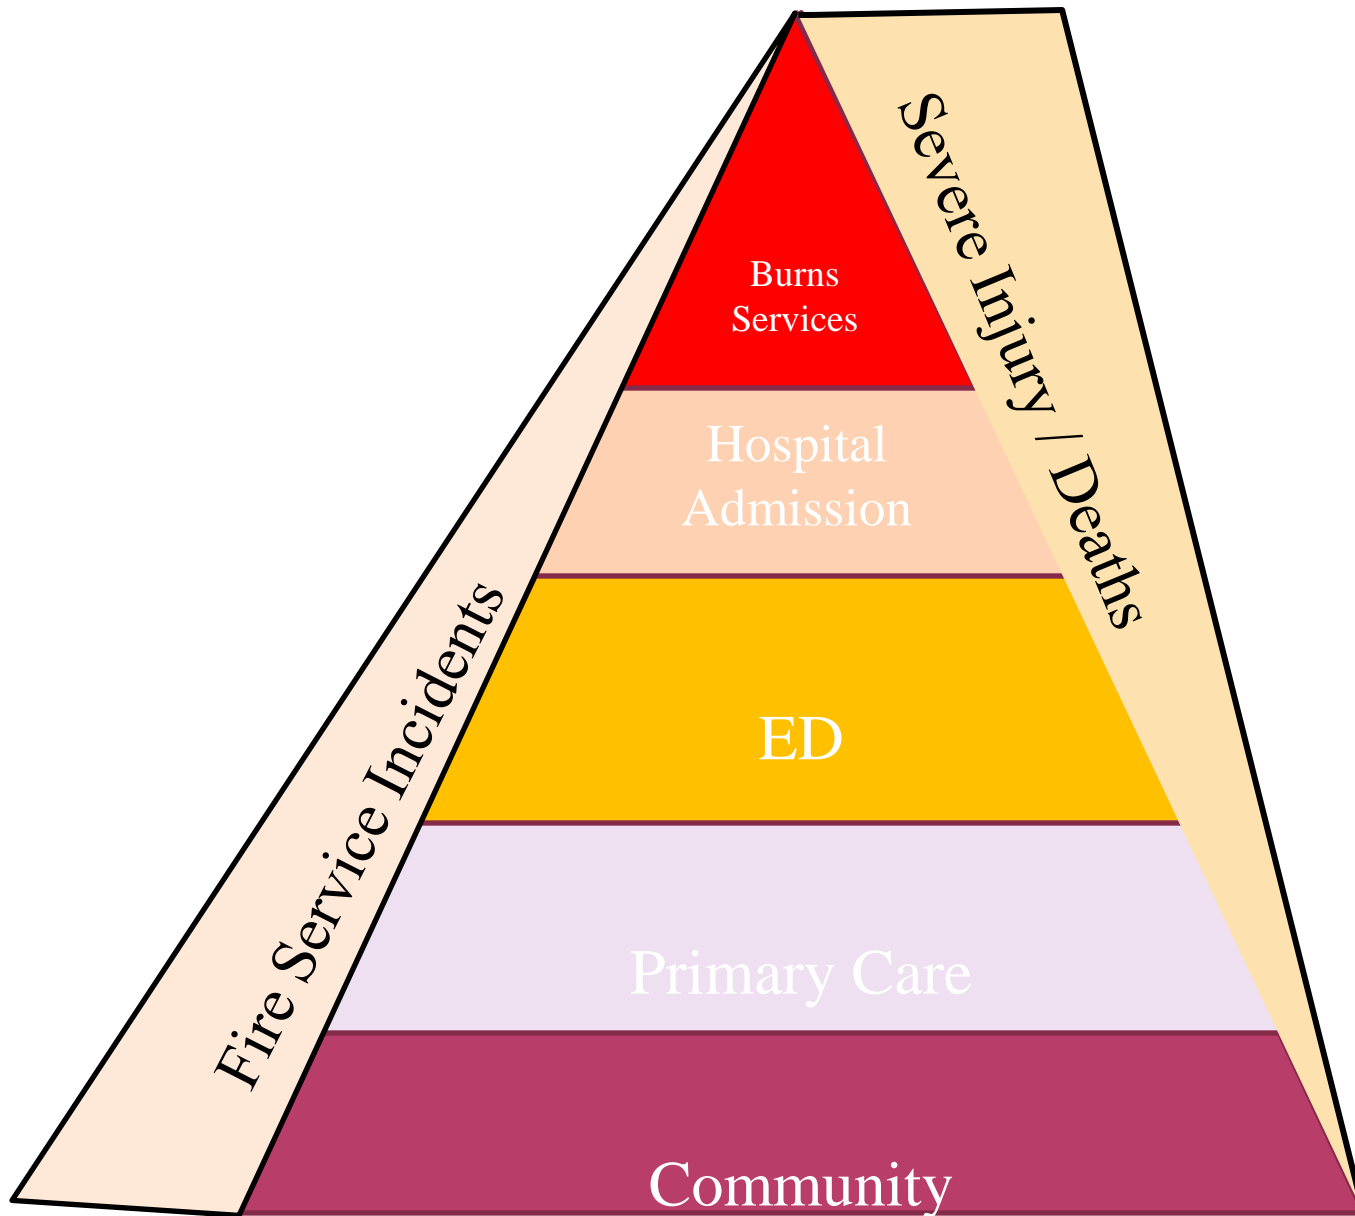 Severe Injury / Deaths
Burns
Services
Hospital
Admission
Fire Service Incidents
ED
Primary Care
Community